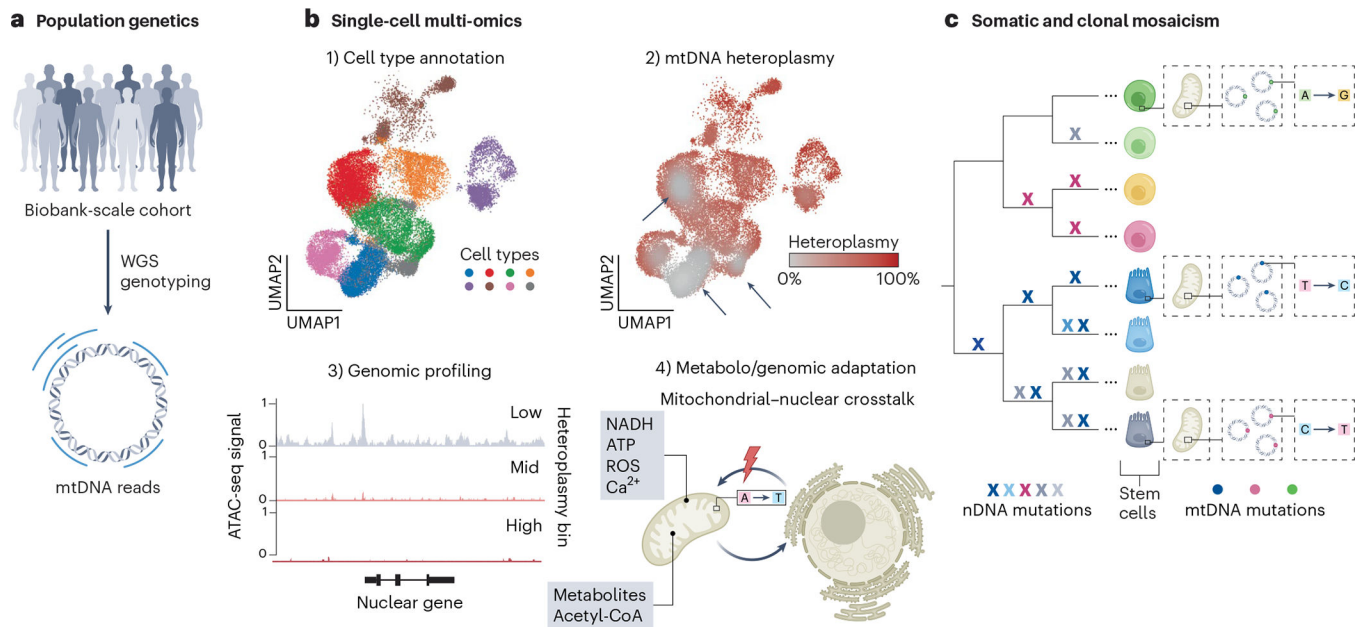 a Population genetics
Biobank-scale cohort
WGS
genotyping
mtDNA reads
b Single-cell multi-omics
1) Cell type annotation
UMAP2
UMAP1
Cell types
2) mtDNA heteroplasmy
UMAP2
UMAP1
Heteroplasmy
0% 100%
3) Genomic profiling
ATAC-seq signal
1
0
Low
1
0
Mid
1
0
High
Heteroplasmy bin
Nuclear gene
4) Metabolo/genomic adaptation
Mitochondrial–nuclear crosstalk
NADH
ATP
ROS
Ca²⁺
A → T
Metabolites
Acetyl-CoA
c Somatic and clonal mosaicism
... A → G
X ...
X X ...
X ...
X X X ... T → C
X X ...
X X X X ...
X X ... C → T
X X X X X
nDNA mutations
Stem
cells
mtDNA mutations